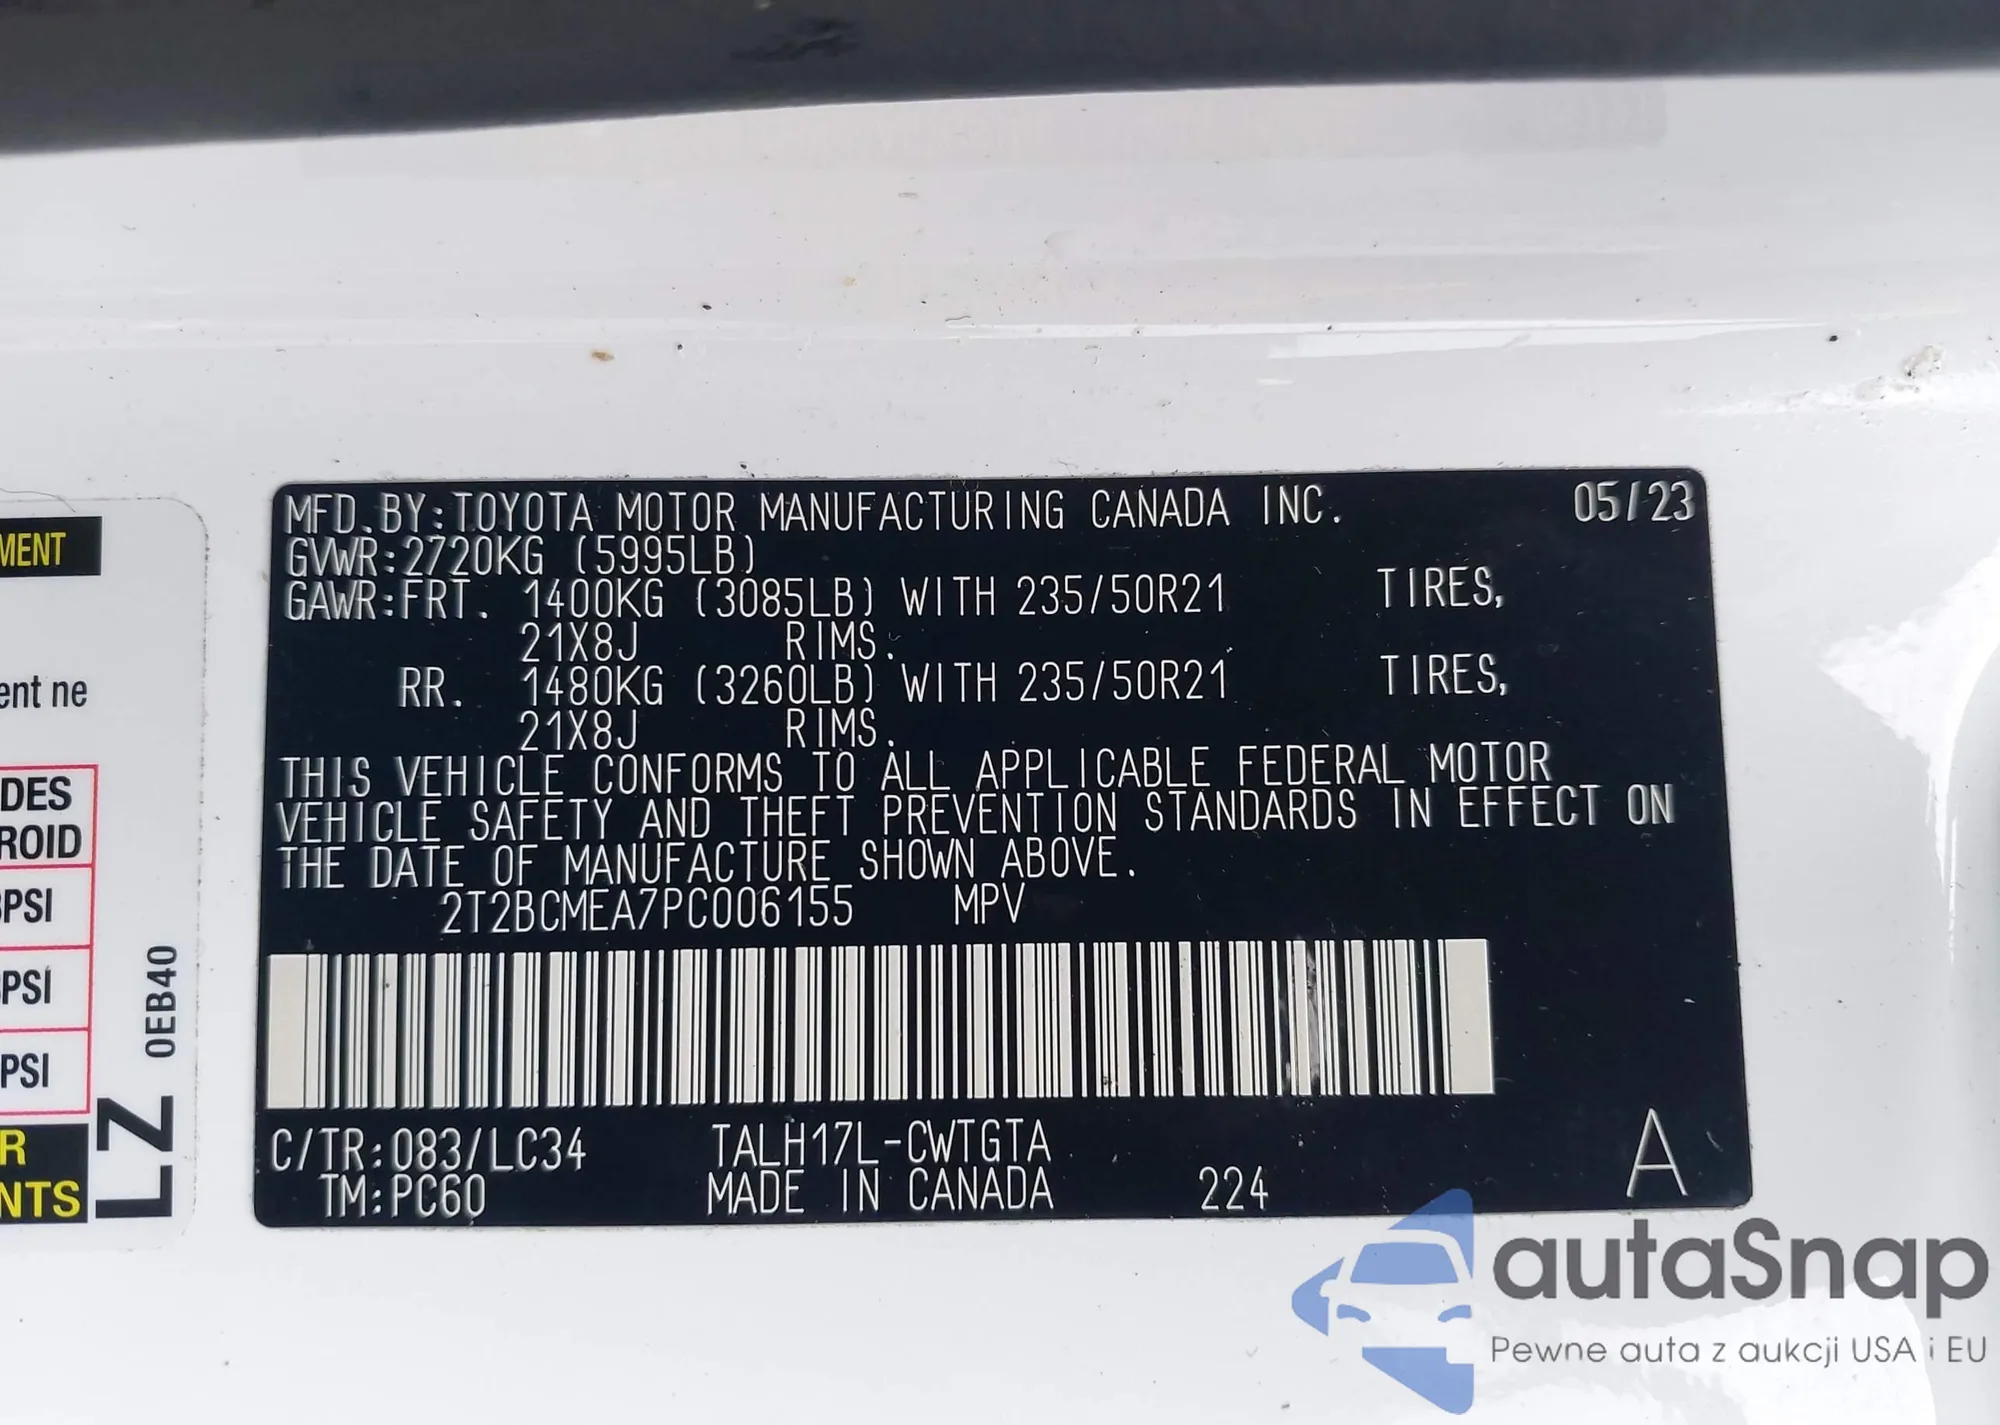 MFD.BY:TOYOTA MOTOR MANUFACTURING CANADA INC. 05/23
GVWR:2720KG (5995LB)
GAWR:FRT. 1400KG (3085LB) WITH 235/50R21 TIRES,
21X8J RIMS.
RR. 1480KG (3260LB) WITH 235/50R21 TIRES,
21X8J RIMS.
THIS VEHICLE CONFORMS TO ALL APPLICABLE FEDERAL MOTOR
VEHICLE SAFETY AND THEFT PREVENTION STANDARDS IN EFFECT ON
THE DATE OF MANUFACTURE SHOWN ABOVE.
2T2BCMEA7PC006155 MPV
C/TR:083/LC34 TALH17L-CWTGTA A
TM:PC60 MADE IN CANADA 224
MENT
ent ne
DES
ROID
PSI
PSI
PSI
R
NTS
LZ 0EB40
autaSnap
Pewne auta z aukcji USA i EU